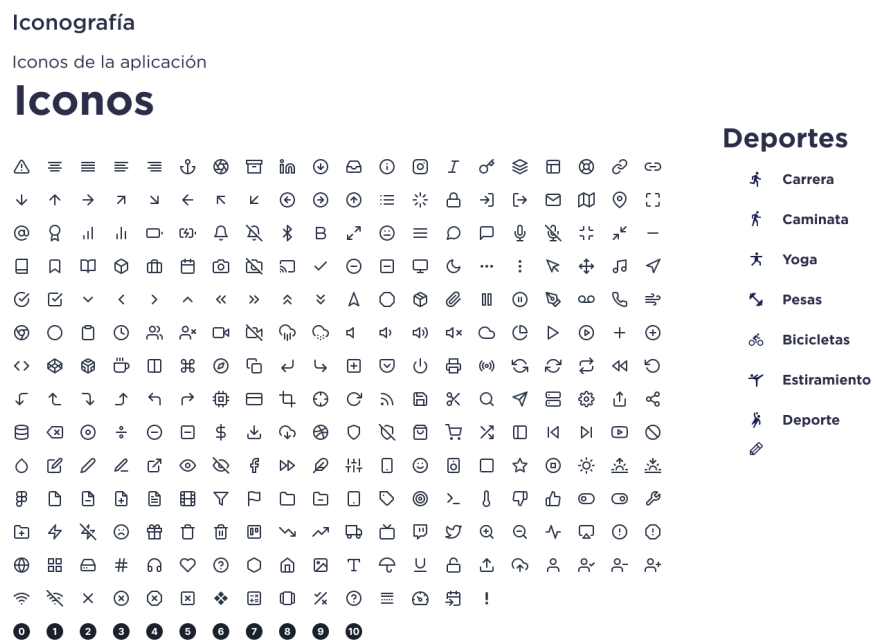 Iconografía
Iconos de la aplicación
Iconos
Deportes
Carrera
Caminata
Yoga
Pesas
Bicicletas
Estiramiento
Deporte
0 1 2 3 4 5 6 7 8 9 10